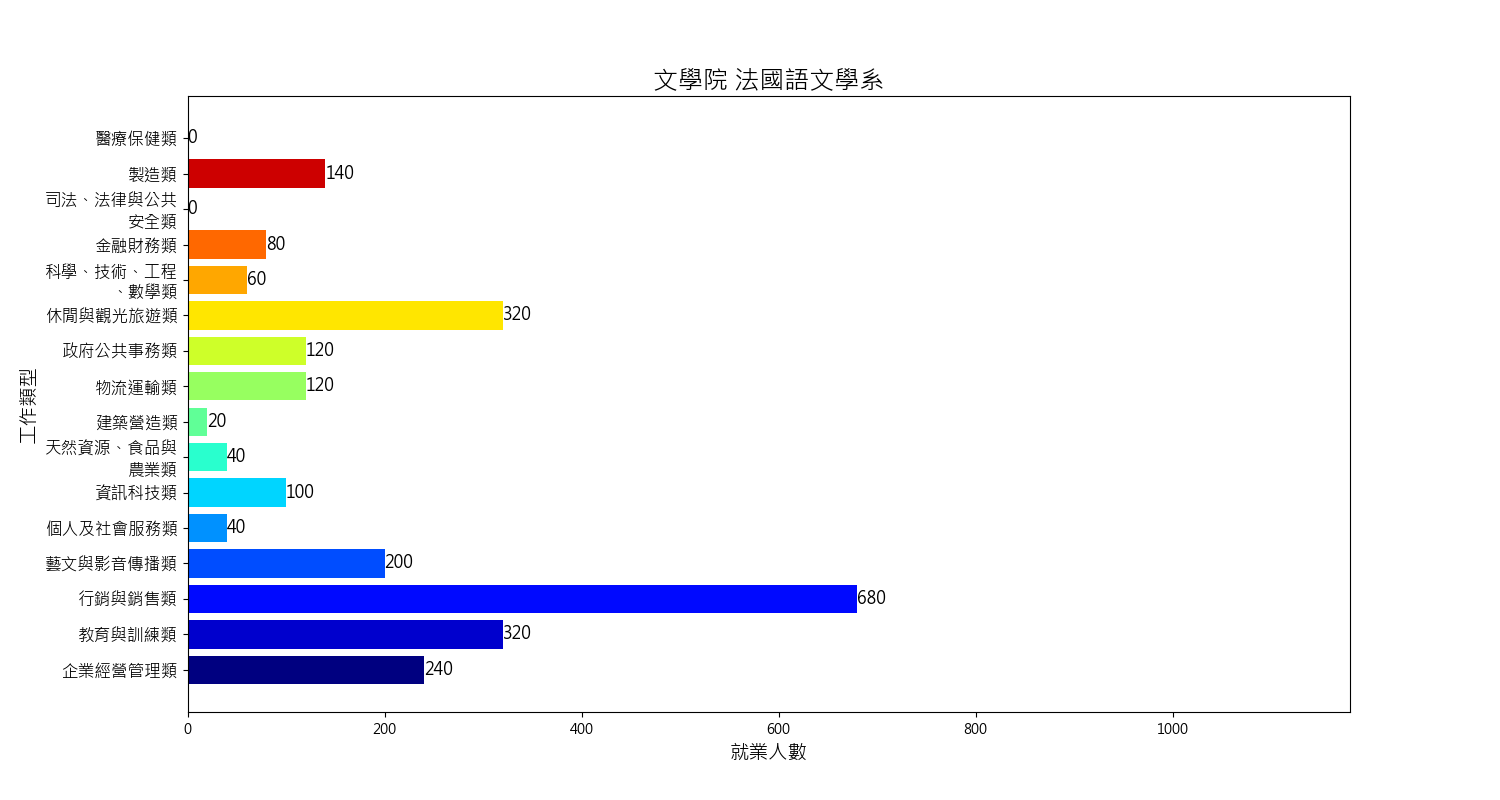 文學院 法國語文學系
醫療保健類
0
製造類
140
司法、法律與公共
安全類
0
金融財務類
80
科學、技術、工程
、數學類
60
休閒與觀光旅遊類
320
政府公共事務類
120
物流運輸類
120
建築營造類
20
天然資源、食品與
農業類
40
資訊科技類
100
個人及社會服務類
40
藝文與影音傳播類
200
行銷與銷售類
680
教育與訓練類
320
企業經營管理類
240
工作類型
0 200 400 600 800 1000
就業人數